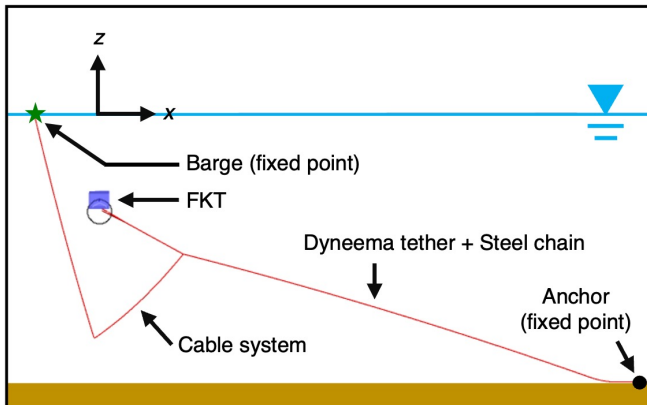 z
x
Barge (fixed point)
FKT
Dyneema tether + Steel chain
Anchor
(fixed point)
Cable system